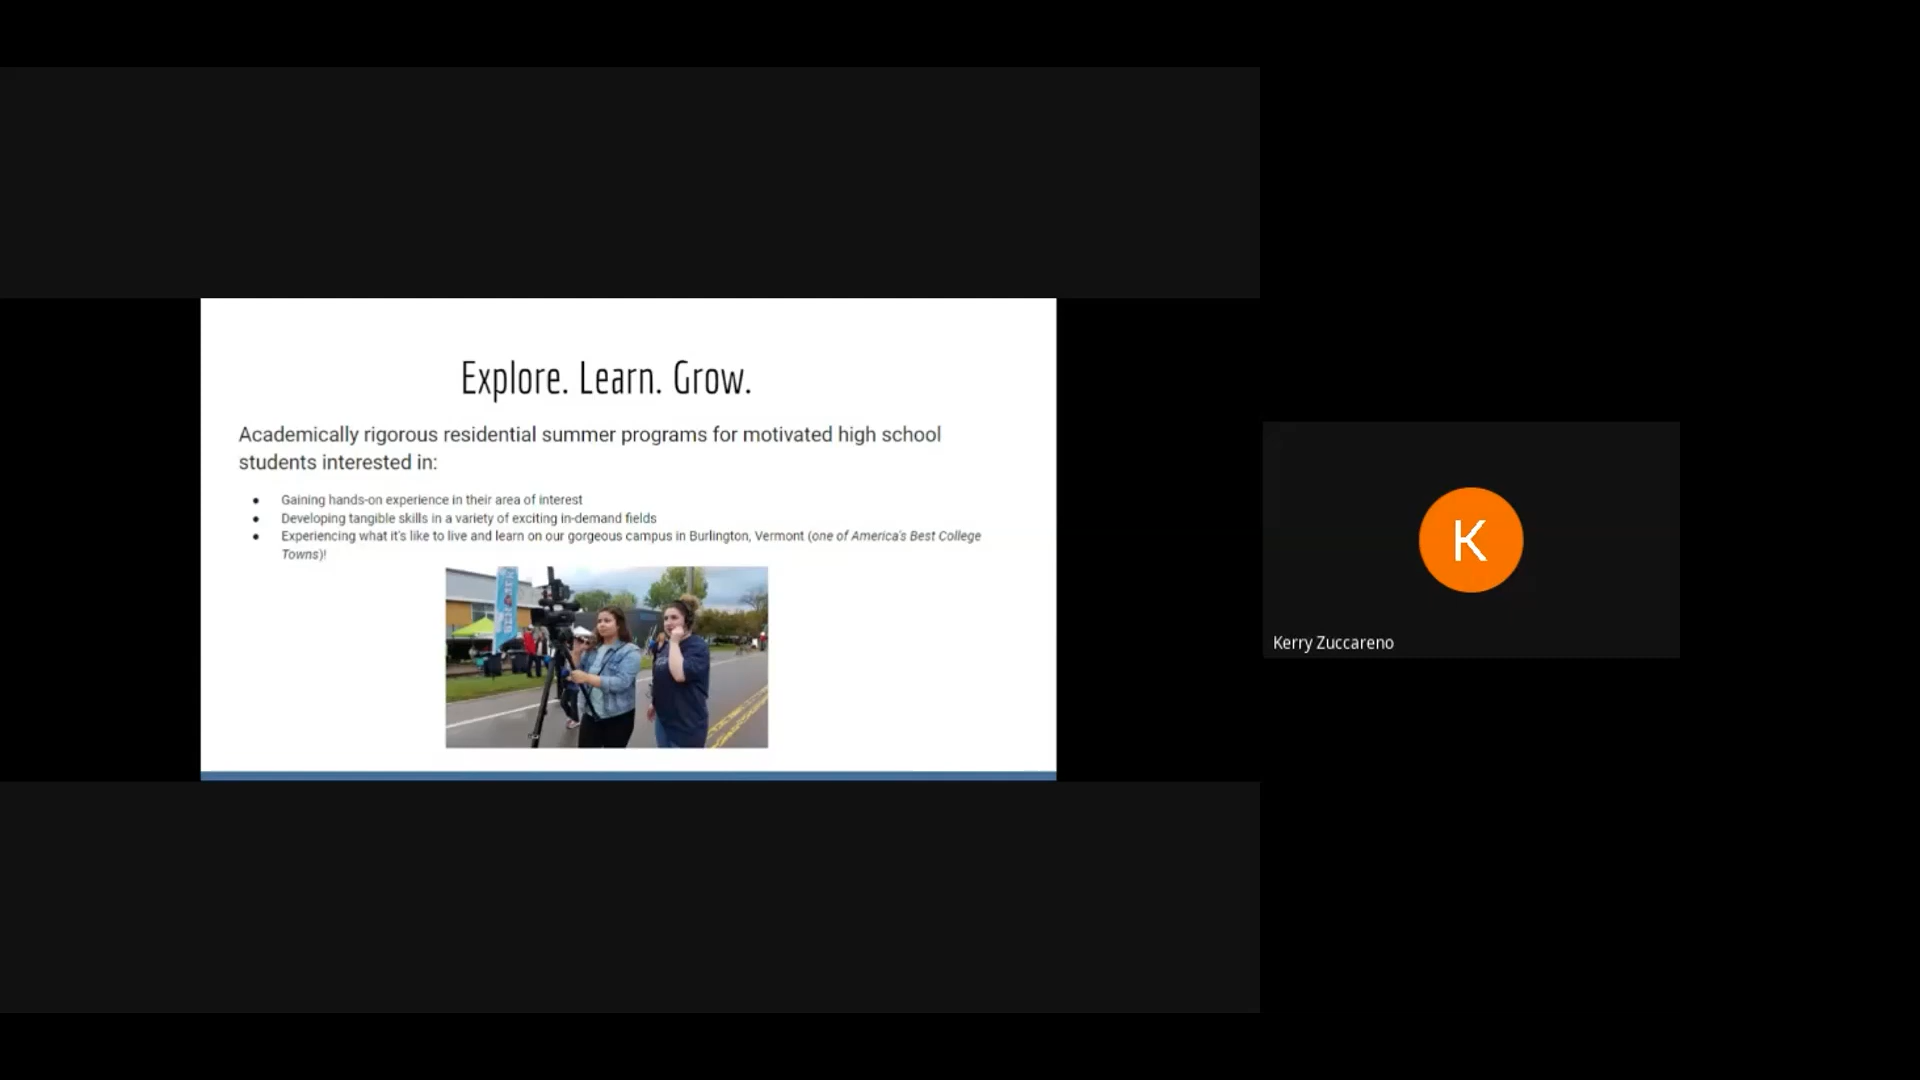 Explore. Learn. Grow.
Academically rigorous residential summer programs for motivated high school
students interested in:
● Gaining hands-on experience in their area of interest
● Developing tangible skills in a variety of exciting in-demand fields
● Experiencing what it's like to live and learn on our gorgeous campus in Burlington, Vermont (one of America's Best College
Towns)!
K
Kerry Zuccareno